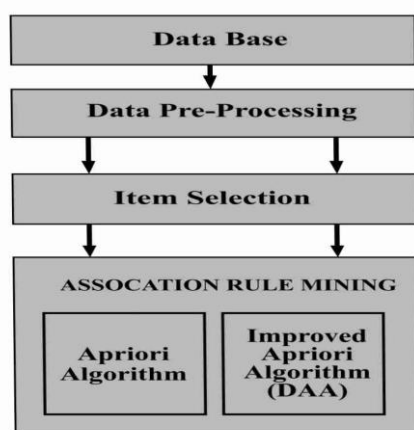 Data Base
Data Pre-Processing
Item Selection
ASSOCATION RULE MINING
Apriori
Algorithm
Improved
Apriori
Algorithm
(DAA)